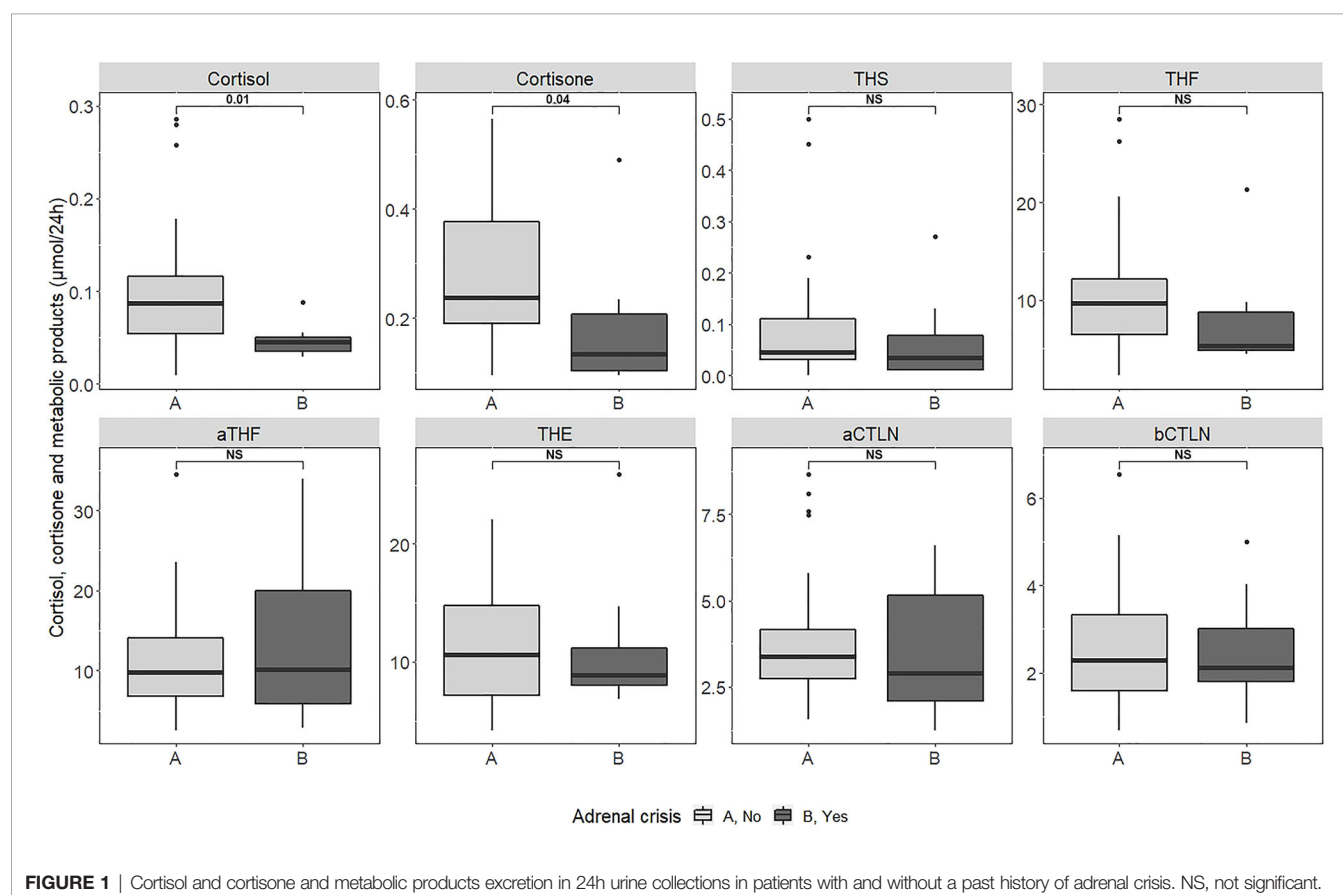 Cortisol
Cortisone
THS
THF
0.01
0.04
NS
NS
0.3
0.2
0.1
0.0
0.6
0.4
0.2
0.5
0.4
0.3
0.2
0.1
0.0
30
20
10
A
B
A
B
A
B
A
B
Cortisol, cortisone and metabolic products (µmol/24h)
aTHF
THE
aCTLN
bCTLN
NS
NS
NS
NS
30
20
10
20
10
7.5
5.0
2.5
6
4
2
A
B
A
B
A
B
A
B
Adrenal crisis A, No B, Yes
FIGURE 1 | Cortisol and cortisone and metabolic products excretion in 24h urine collections in patients with and without a past history of adrenal crisis. NS, not significant.